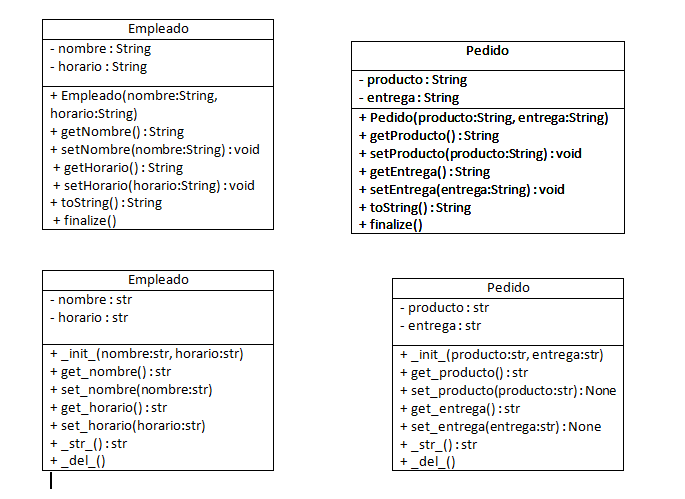 Empleado
- nombre : String
- horario : String
+ Empleado(nombre:String,
horario:String)
+ getNombre() : String
+ setNombre(nombre:String) : void
+ getHorario() : String
+ setHorario(horario:String) : void
+ toString() : String
+ finalize()
Pedido
- producto : String
- entrega : String
+ Pedido(producto:String, entrega:String)
+ getProducto() : String
+ setProducto(producto:String) : void
+ getEntrega() : String
+ setEntrega(entrega:String) : void
+ toString() : String
+ finalize()
Empleado
- nombre : str
- horario : str
+ _init_(nombre:str, horario:str)
+ get_nombre() : str
+ set_nombre(nombre:str)
+ get_horario() : str
+ set_horario(horario:str)
+ _str_() : str
+ _del_()
Pedido
- producto : str
- entrega : str
+ _init_(producto:str, entrega:str)
+ get_producto() : str
+ set_producto(producto:str) : None
+ get_entrega() : str
+ set_entrega(entrega:str) : None
+ _str_() : str
+ _del_()